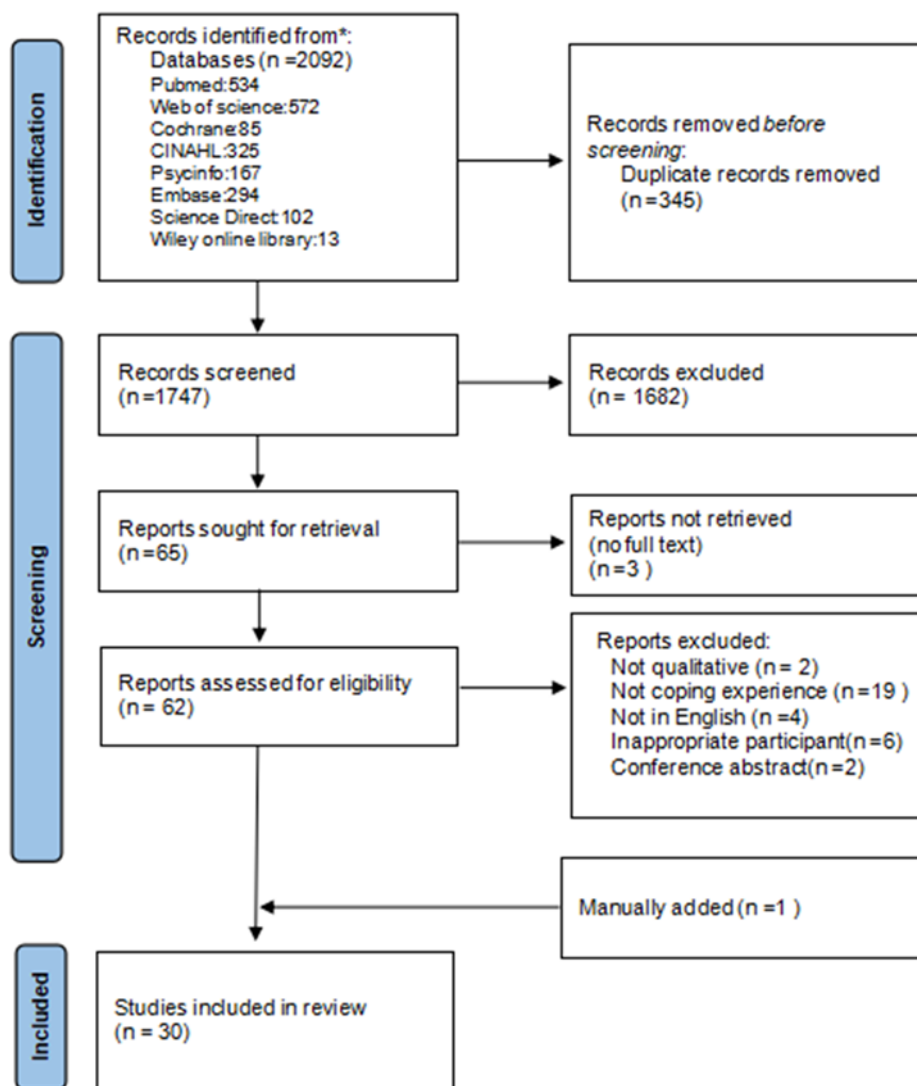 Identification
Records identified from*:
Databases (n =2092)
Pubmed:534
Web of science:572
Cochrane:85
CINAHL:325
Psycinfo:167
Embase:294
Science Direct:102
Wiley online library:13
Records removed before
screening:
Duplicate records removed
(n =345)
Screening
Records screened
(n =1747)
Records excluded
(n = 1682)
Reports sought for retrieval
(n =65)
Reports not retrieved
(no full text)
(n =3 )
Reports assessed for eligibility
(n = 62)
Reports excluded:
Not qualitative (n = 2)
Not coping experience (n =19 )
Not in English (n =4)
Inappropriate participant(n =6)
Conference abstract(n =2)
Manually added (n =1 )
Included
Studies included in review
(n = 30)